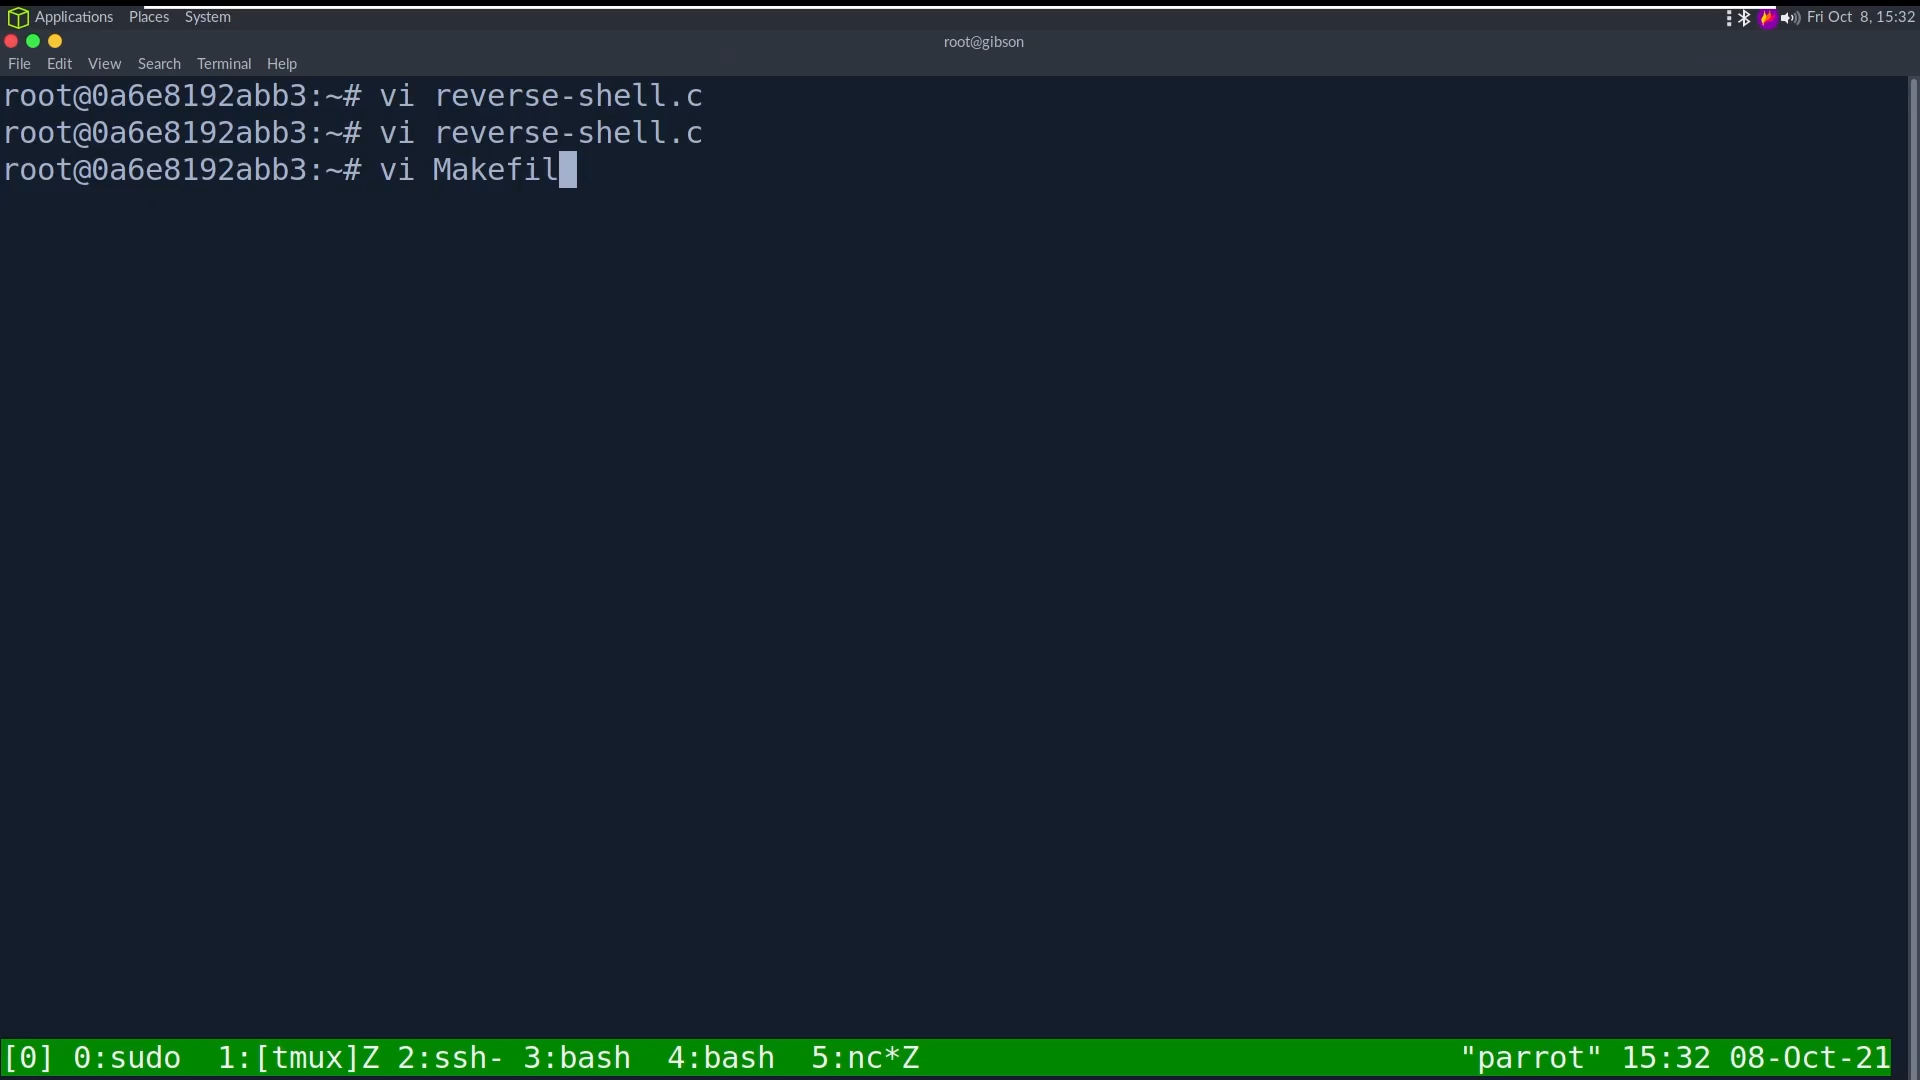 Applications Places System Fri Oct 8, 15:32
root@gibson
File Edit View Search Terminal Help
root@0a6e8192abb3:~# vi reverse-shell.c
root@0a6e8192abb3:~# vi reverse-shell.c
root@0a6e8192abb3:~# vi Makefil
[0] 0:sudo 1:[tmux]Z 2:ssh- 3:bash 4:bash 5:nc*Z "parrot" 15:32 08-Oct-21